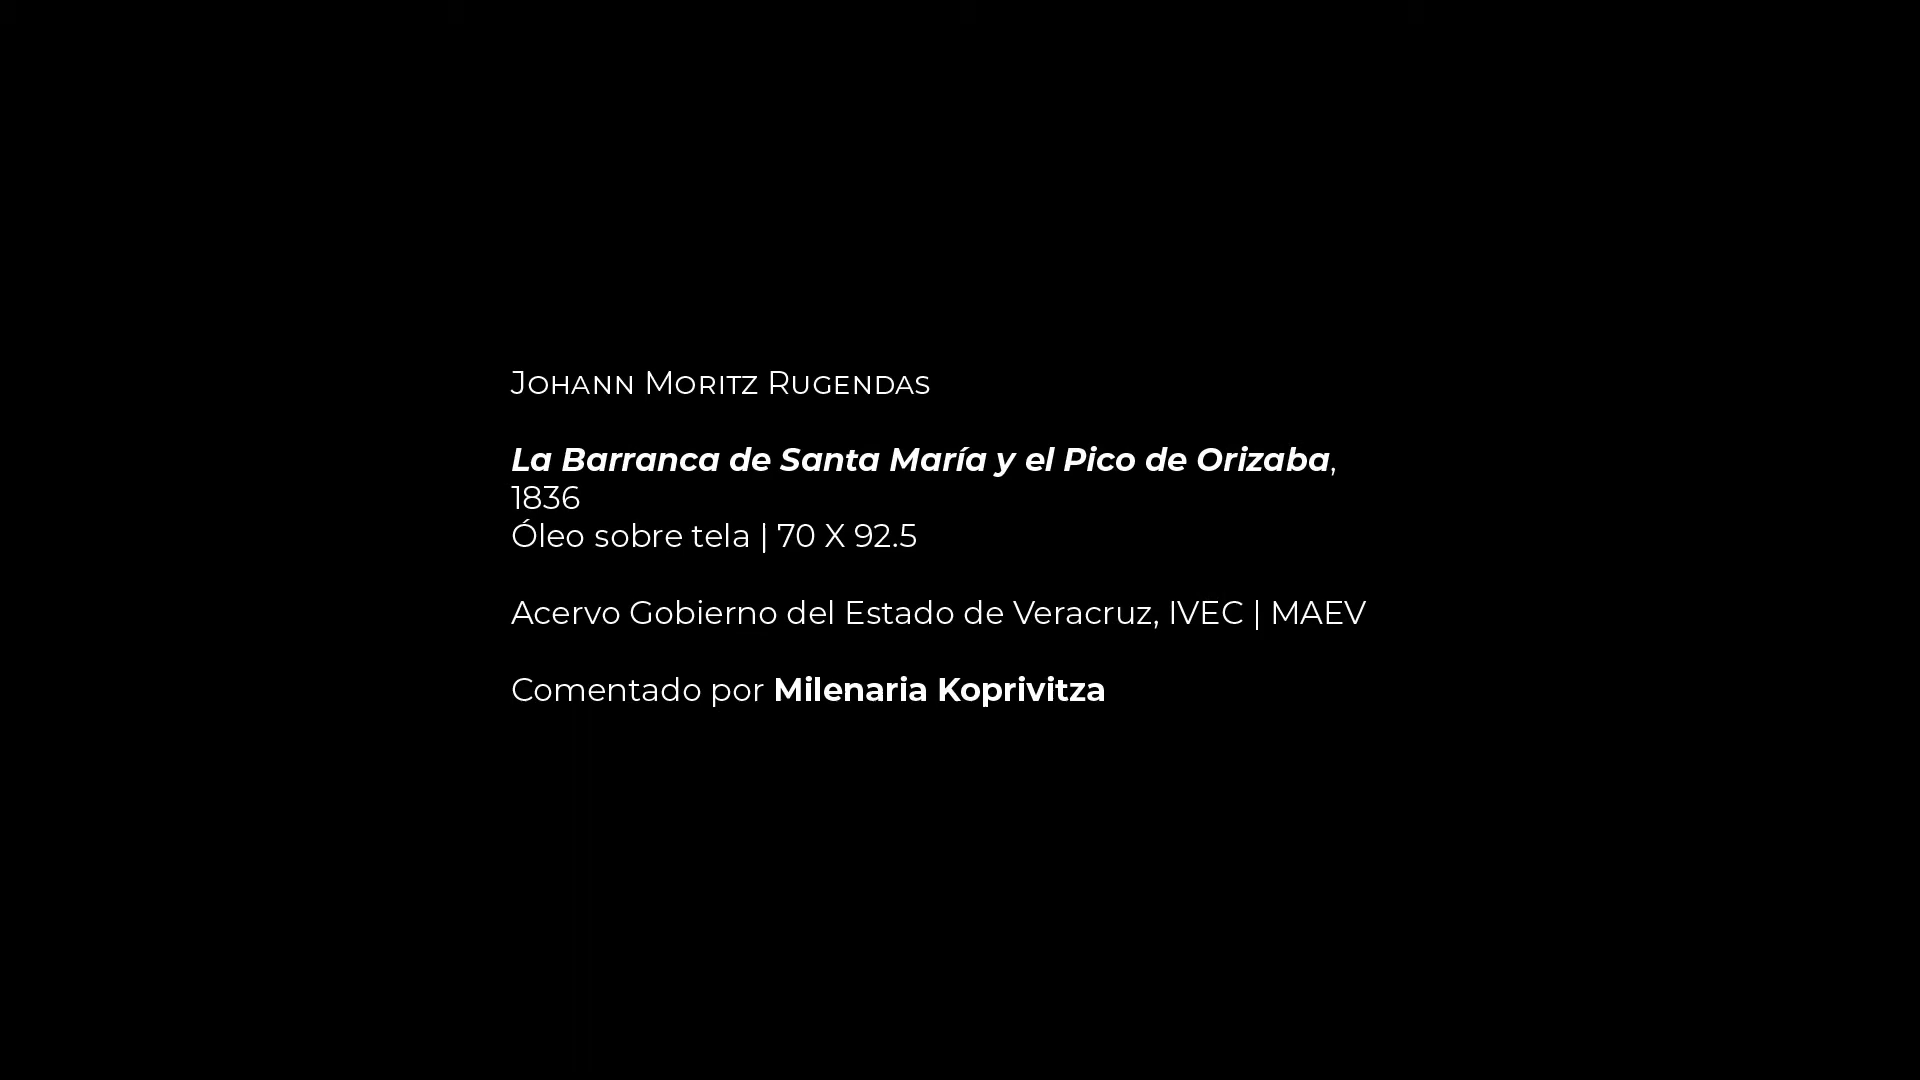 Johann Moritz Rugendas
La Barranca de Santa María y el Pico de Orizaba,
1836
Óleo sobre tela | 70 X 92.5
Acervo Gobierno del Estado de Veracruz, IVEC | MAEV
Comentado por Milenaria Koprivitza